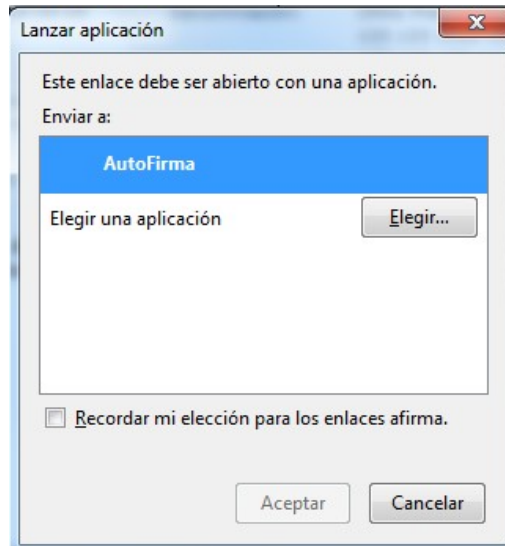 Lanzar aplicación
Este enlace debe ser abierto con una aplicación.
Enviar a:
AutoFirma
Elegir una aplicación Elegir...
Recordar mi elección para los enlaces afirma.
Aceptar Cancelar